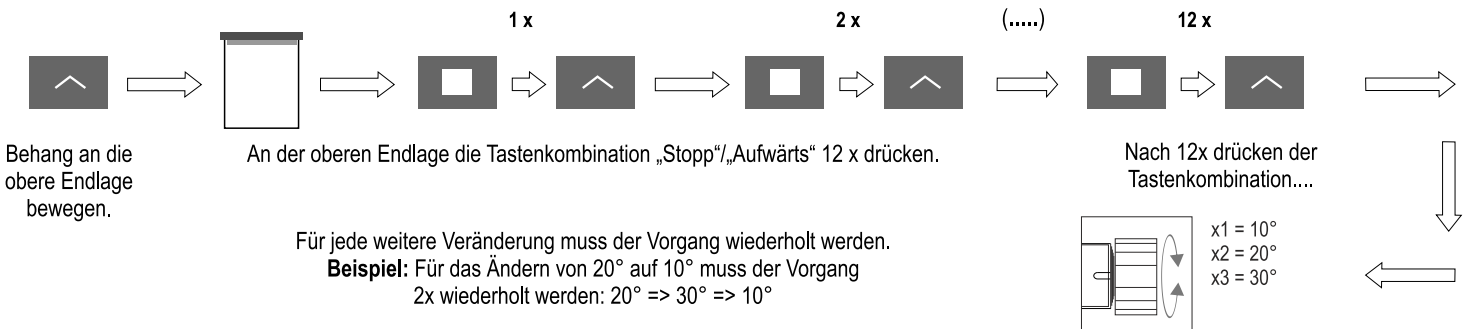 1 x
2 x
(.....)
12 x
Behang an die
obere Endlage
bewegen.
An der oberen Endlage die Tastenkombination „Stopp“/„Aufwärts“ 12 x drücken.
Nach 12x drücken der
Tastenkombination....
Für jede weitere Veränderung muss der Vorgang wiederholt werden.
Beispiel: Für das Ändern von 20° auf 10° muss der Vorgang
2x wiederholt werden: 20° => 30° => 10°
x1 = 10°
x2 = 20°
x3 = 30°